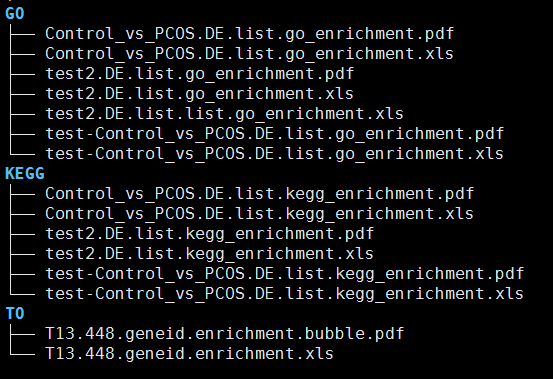 GO
├── Control_vs_PCOS.DE.list.go_enrichment.pdf
├── Control_vs_PCOS.DE.list.go_enrichment.xls
├── test2.DE.list.go_enrichment.pdf
├── test2.DE.list.go_enrichment.xls
├── test2.DE.list.list.go_enrichment.xls
├── test-Control_vs_PCOS.DE.list.go_enrichment.pdf
└── test-Control_vs_PCOS.DE.list.go_enrichment.xls
KEGG
├── Control_vs_PCOS.DE.list.kegg_enrichment.pdf
├── Control_vs_PCOS.DE.list.kegg_enrichment.xls
├── test2.DE.list.kegg_enrichment.pdf
├── test2.DE.list.kegg_enrichment.xls
├── test-Control_vs_PCOS.DE.list.kegg_enrichment.pdf
└── test-Control_vs_PCOS.DE.list.kegg_enrichment.xls
TO
├── T13.448.geneid.enrichment.bubble.pdf
└── T13.448.geneid.enrichment.xls